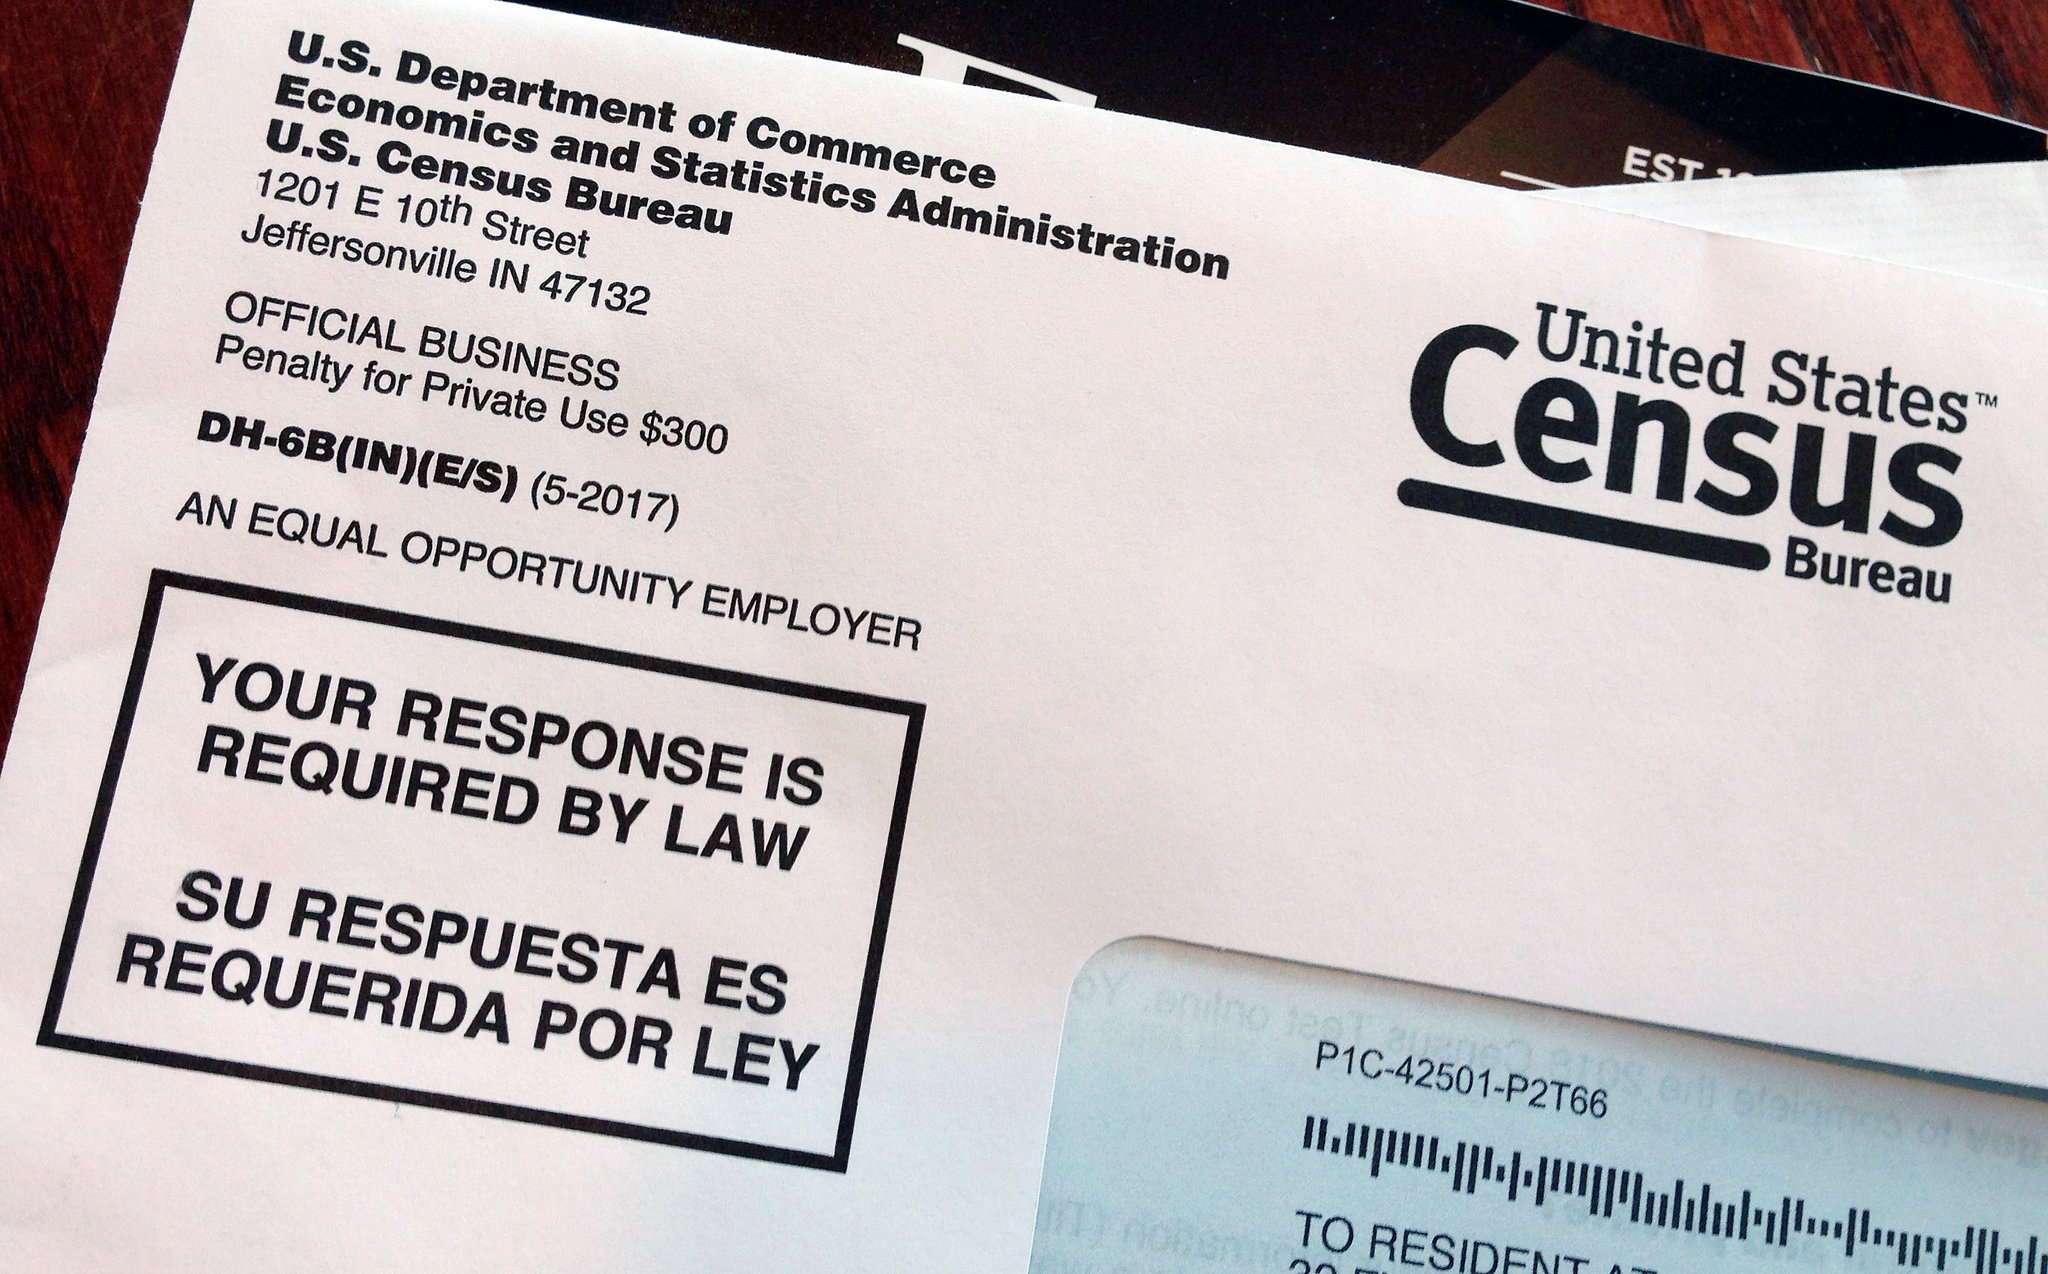 U.S. Department of Commerce
Economics and Statistics Administration
U.S. Census Bureau
1201 E 10th Street
Jeffersonville IN 47132
OFFICIAL BUSINESS
Penalty for Private Use $300
DH-6B(IN)(E/S) (5-2017)
AN EQUAL OPPORTUNITY EMPLOYER
YOUR RESPONSE IS
REQUIRED BY LAW
SU RESPUESTA ES
REQUERIDA POR LEY
EST
United States™
Census
Bureau
P1C-42501-P2T66
TO RESIDENT